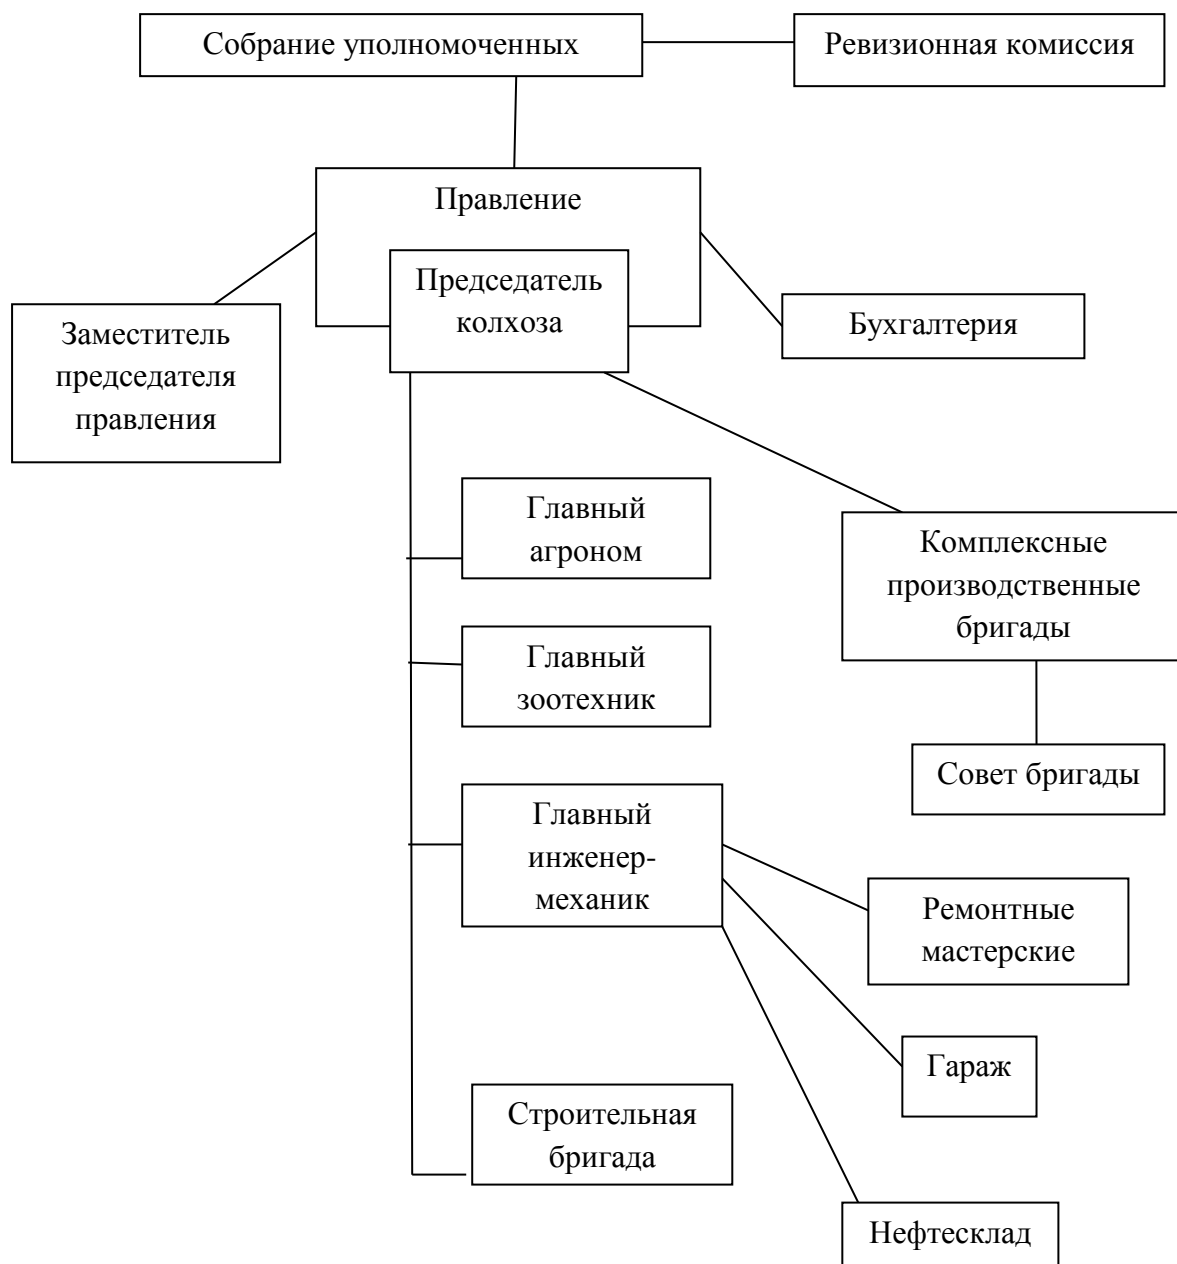 Собрание уполномоченных
Ревизионная комиссия
Правление
Председатель
колхоза
Заместитель
председателя
правления
Бухгалтерия
Главный
агроном
Комплексные
производственные
бригады
Главный
зоотехник
Совет бригады
Главный
инженер-
механик
Ремонтные
мастерские
Гараж
Строительная
бригада
Нефтесклад